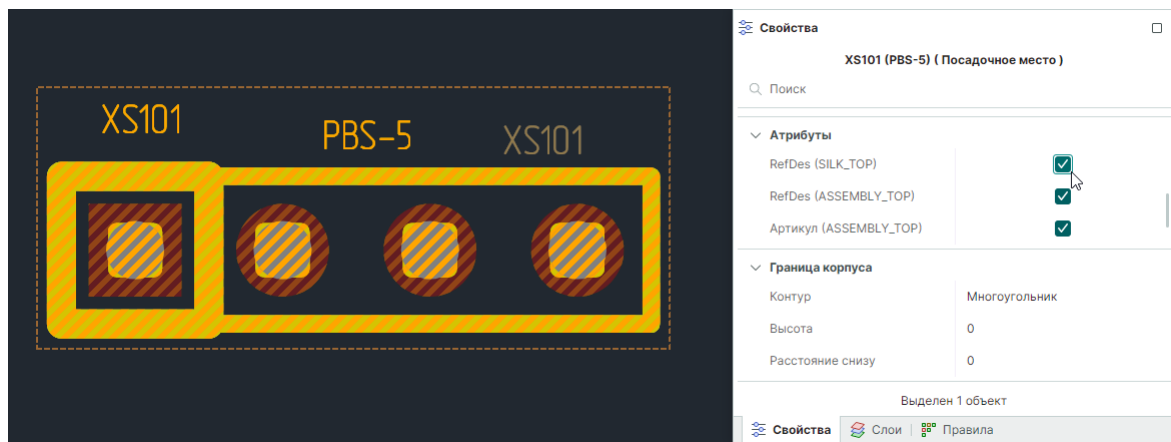 XS101
PBS-5
XS101
Свойства
XS101 (PBS-5) ( Посадочное место )
Поиск
Атрибуты
RefDes (SILK_TOP)
RefDes (ASSEMBLY_TOP)
Артикул (ASSEMBLY_TOP)
Граница корпуса
Контур Многоугольник
Высота 0
Расстояние снизу 0
Выделен 1 объект
Свойства Слои Правила